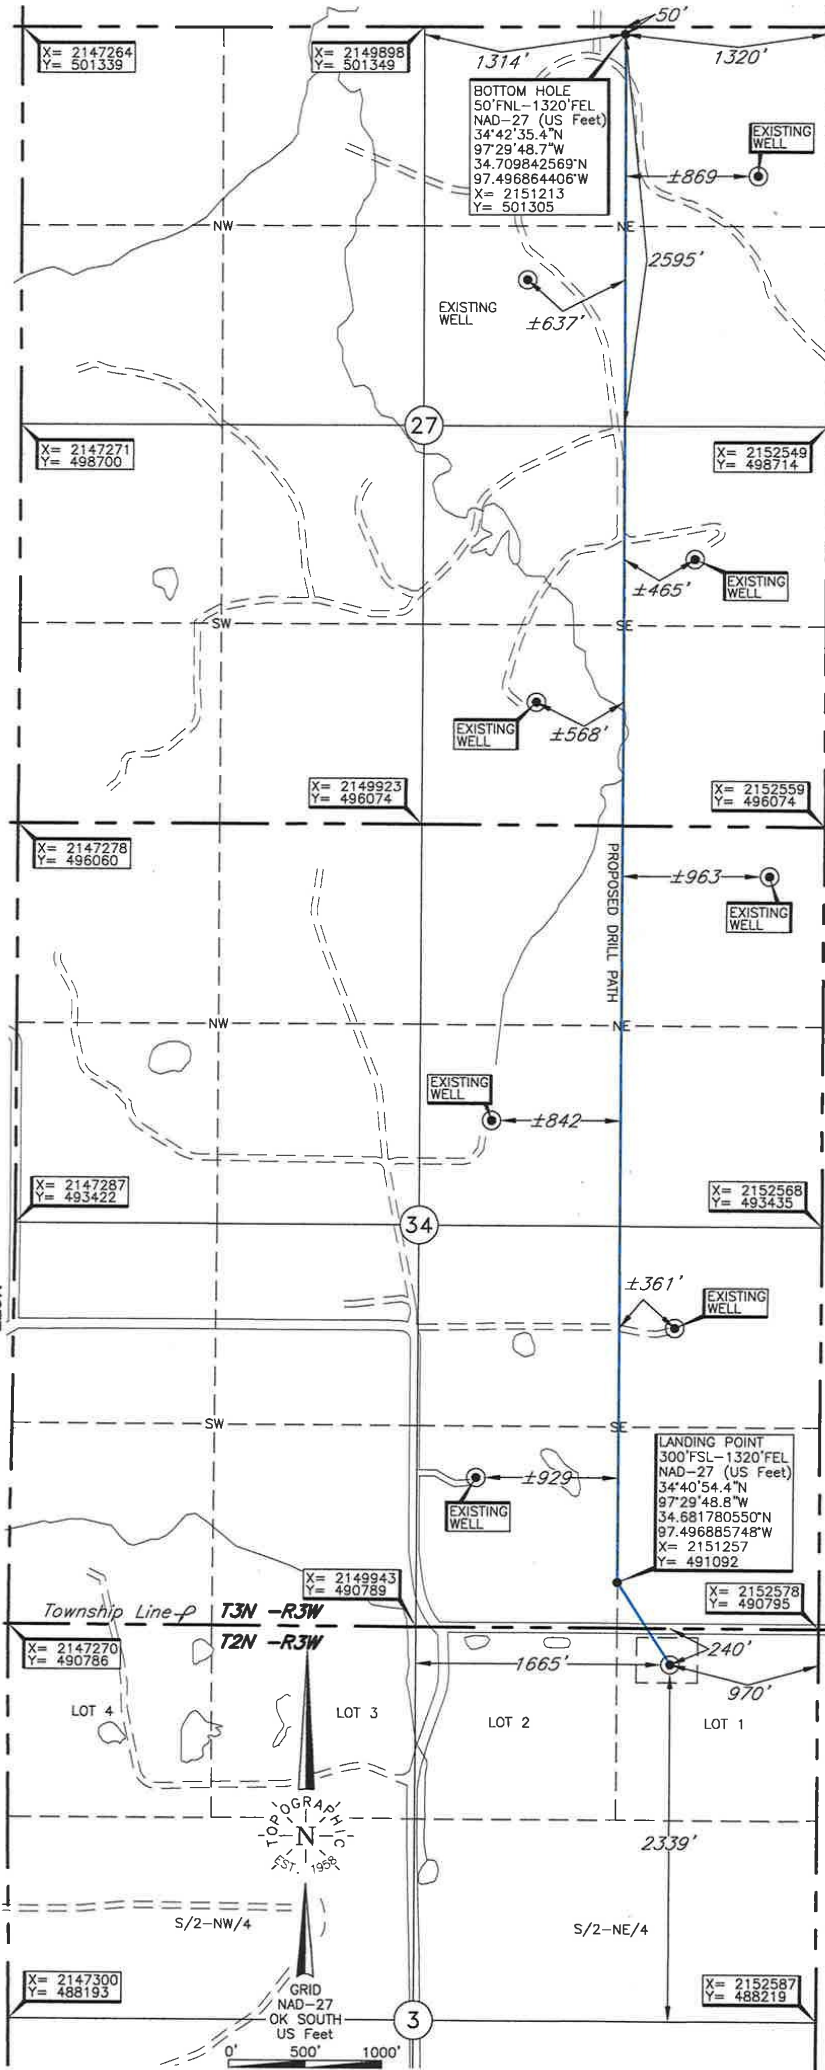 50'
X= 2147264
Y= 501339
X= 2149898
Y= 501349
1314'
1320'
BOTTOM HOLE
50'FNL-1320'FEL
NAD-27 (US Feet)
34°42'35.4"N
97°29'48.7"W
34.709842569°N
97.496864406°W
X= 2151213
Y= 501305
EXISTING
WELL
±869
NW
NE
2595'
EXISTING
WELL
±637'
27
X= 2147271
Y= 498700
X= 2152549
Y= 498714
±465'
EXISTING
WELL
SW
SE
EXISTING
WELL
±568'
X= 2149923
Y= 496074
X= 2152559
Y= 496074
X= 2147278
Y= 496060
PROPOSED DRILL PATH
±963
EXISTING
WELL
NW
NE
EXISTING
WELL
±842
X= 2147287
Y= 493422
X= 2152568
Y= 493435
34
±361'
EXISTING
WELL
SW
SE
LANDING POINT
300'FSL-1320'FEL
NAD-27 (US Feet)
34°40'54.4"N
97°29'48.8"W
34.681780550°N
97.496885748°W
X= 2151257
Y= 491092
±929
EXISTING
WELL
X= 2149943
Y= 490789
X= 2152578
Y= 490795
Township Line
T3N -R3W
T2N -R3W
X= 2147270
Y= 490786
240'
1665'
970'
LOT 4
LOT 3
LOT 2
LOT 1
TOPOGRAPHIC
N
EST. 1958
2339'
S/2-NW/4
S/2-NE/4
X= 2147300
Y= 488193
X= 2152587
Y= 488219
GRID
NAD-27
OK SOUTH
US Feet
3
0' 500' 1000'